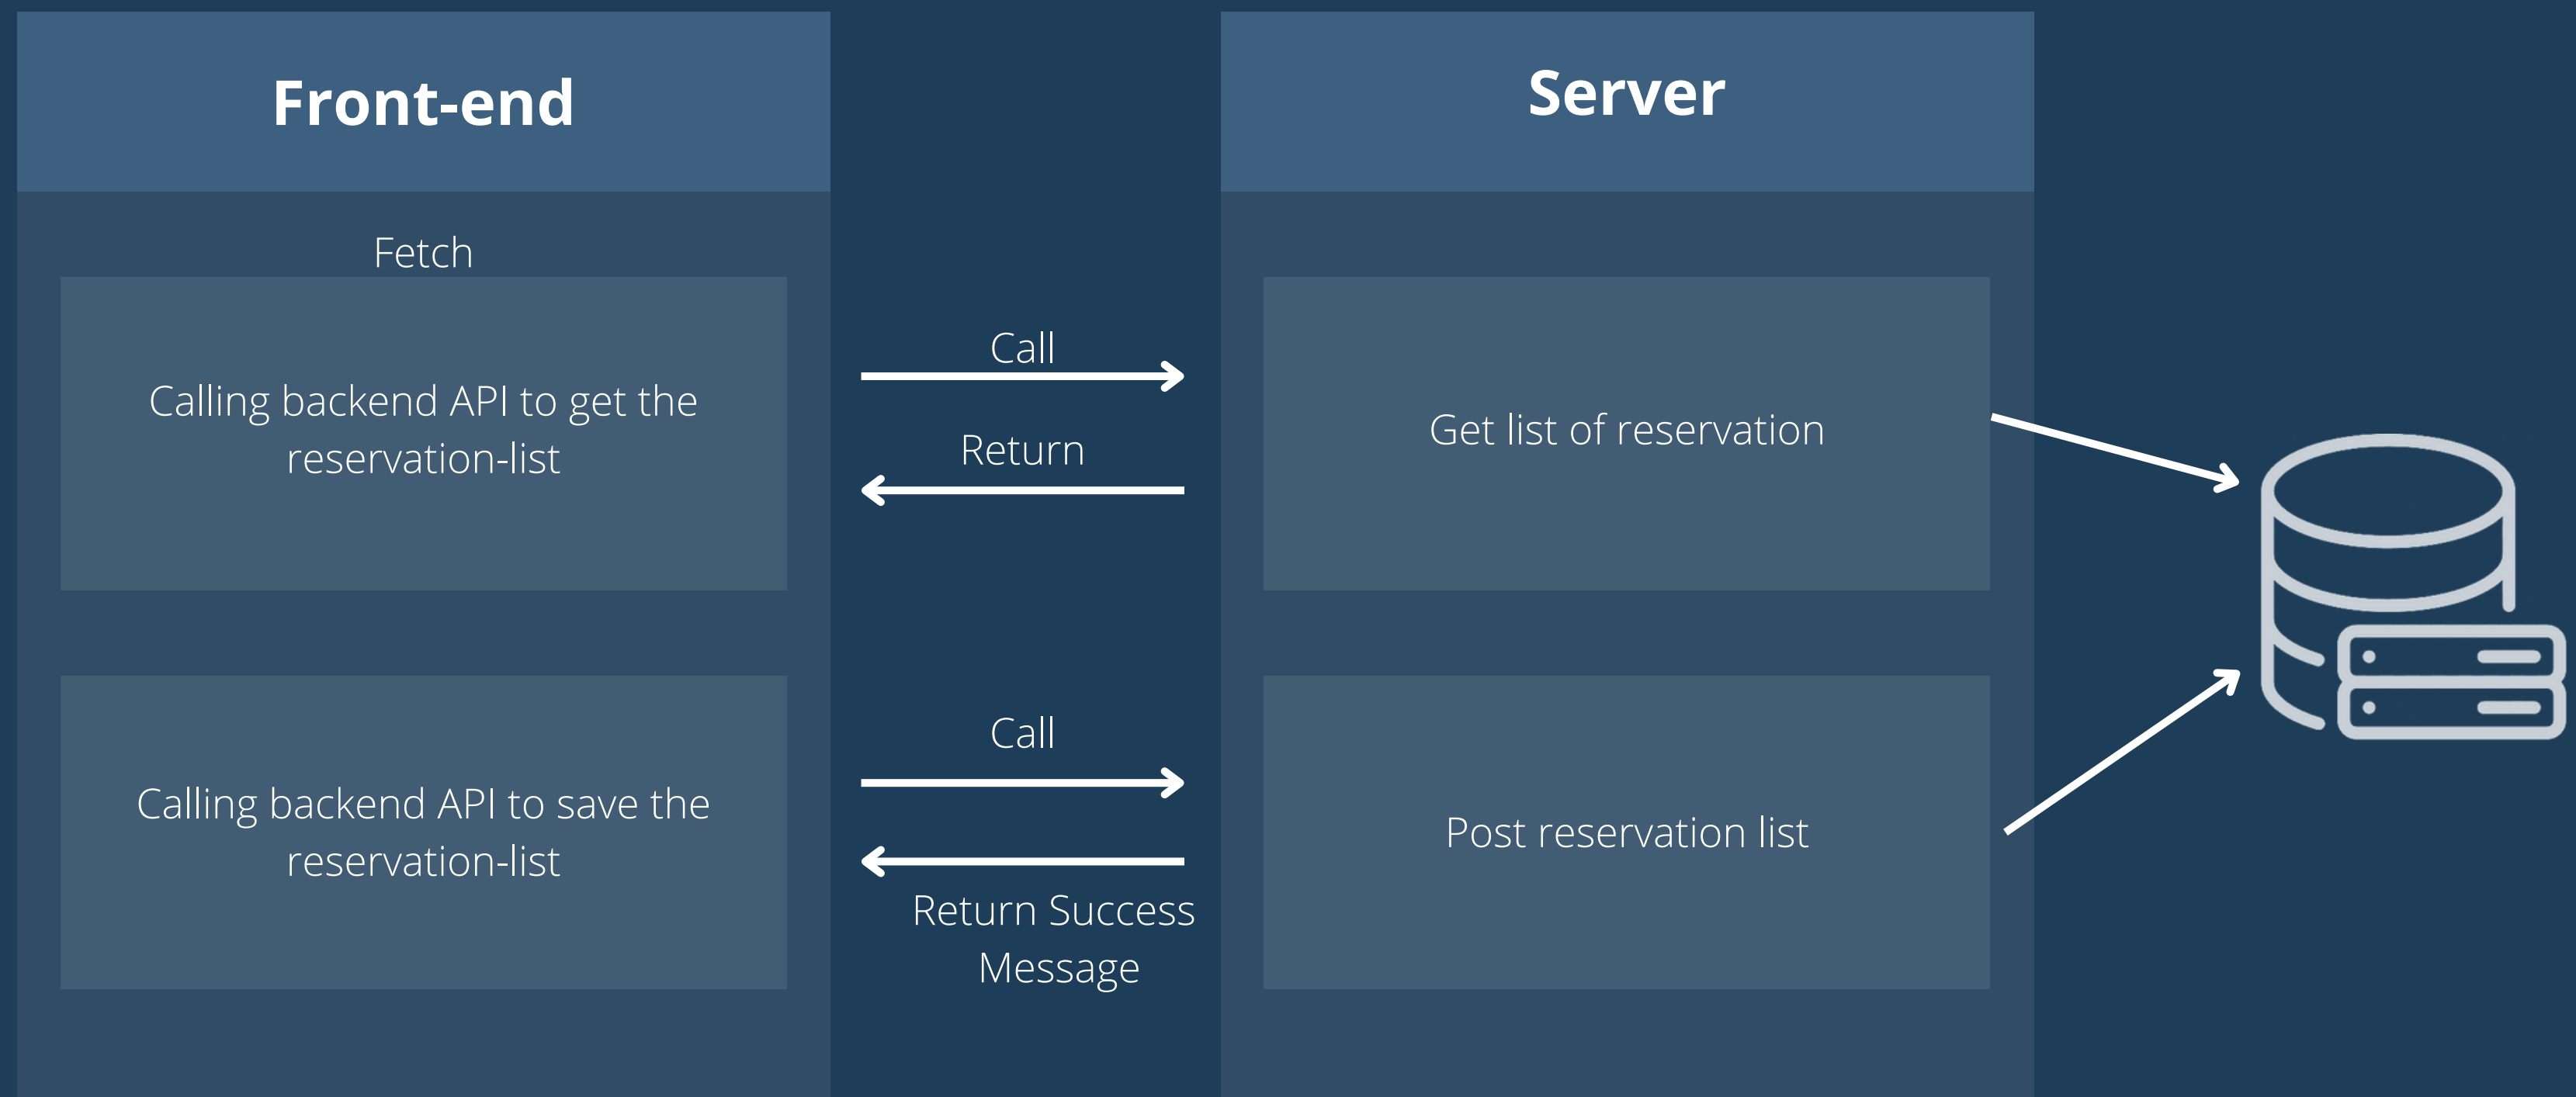 Front-end
Server
Fetch
Calling backend API to get the
reservation-list
Call
Return
Get list of reservation
Calling backend API to save the
reservation-list
Call
Return Success
Message
Post reservation list